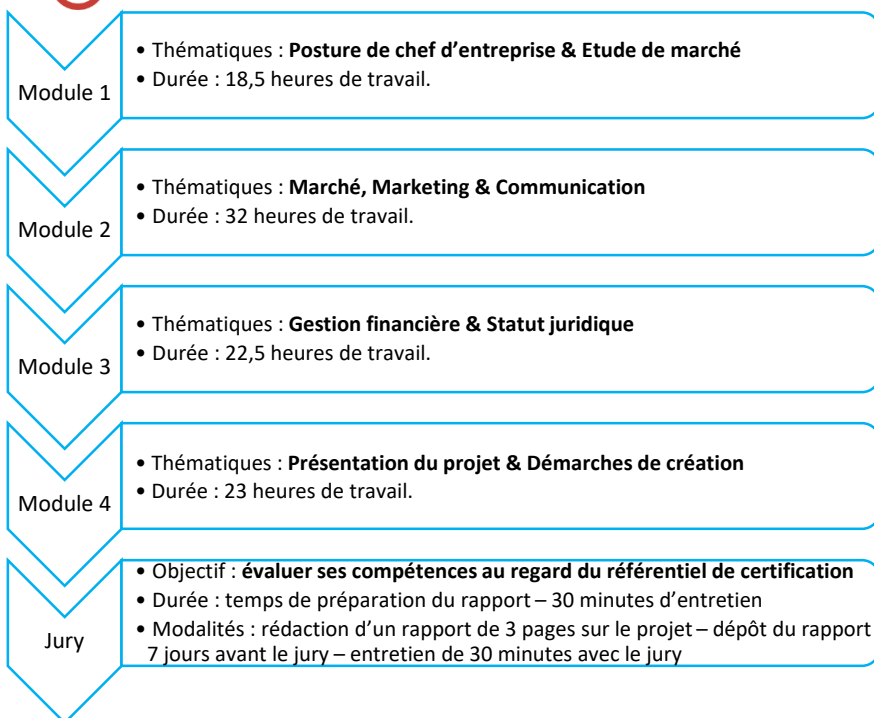 Module 1
• Thématiques : Posture de chef d’entreprise & Etude de marché
• Durée : 18,5 heures de travail.
Module 2
• Thématiques : Marché, Marketing & Communication
• Durée : 32 heures de travail.
Module 3
• Thématiques : Gestion financière & Statut juridique
• Durée : 22,5 heures de travail.
Module 4
• Thématiques : Présentation du projet & Démarches de création
• Durée : 23 heures de travail.
Jury
• Objectif : évaluer ses compétences au regard du référentiel de certification
• Durée : temps de préparation du rapport – 30 minutes d’entretien
• Modalités : rédaction d’un rapport de 3 pages sur le projet – dépôt du rapport
7 jours avant le jury – entretien de 30 minutes avec le jury